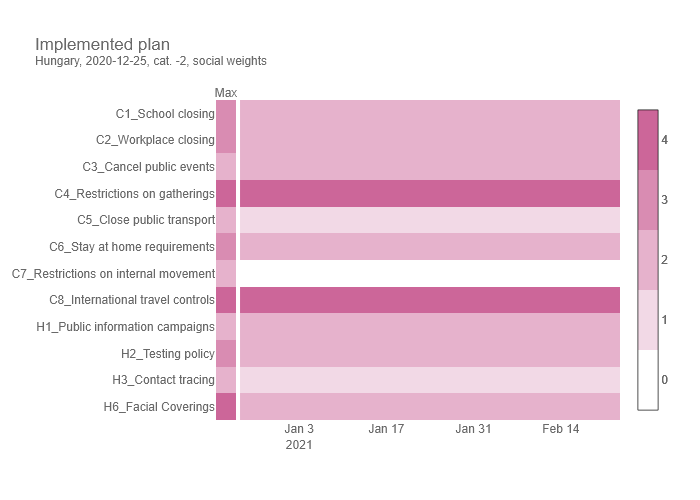 Implemented plan
Hungary, 2020-12-25, cat. -2, social weights
Max
C1_School closing
C2_Workplace closing
C3_Cancel public events
C4_Restrictions on gatherings
C5_Close public transport
C6_Stay at home requirements
C7_Restrictions on internal movement
C8_International travel controls
H1_Public information campaigns
H2_Testing policy
H3_Contact tracing
H6_Facial Coverings
Jan 3 Jan 17 Jan 31 Feb 14
2021
4
3
2
1
0